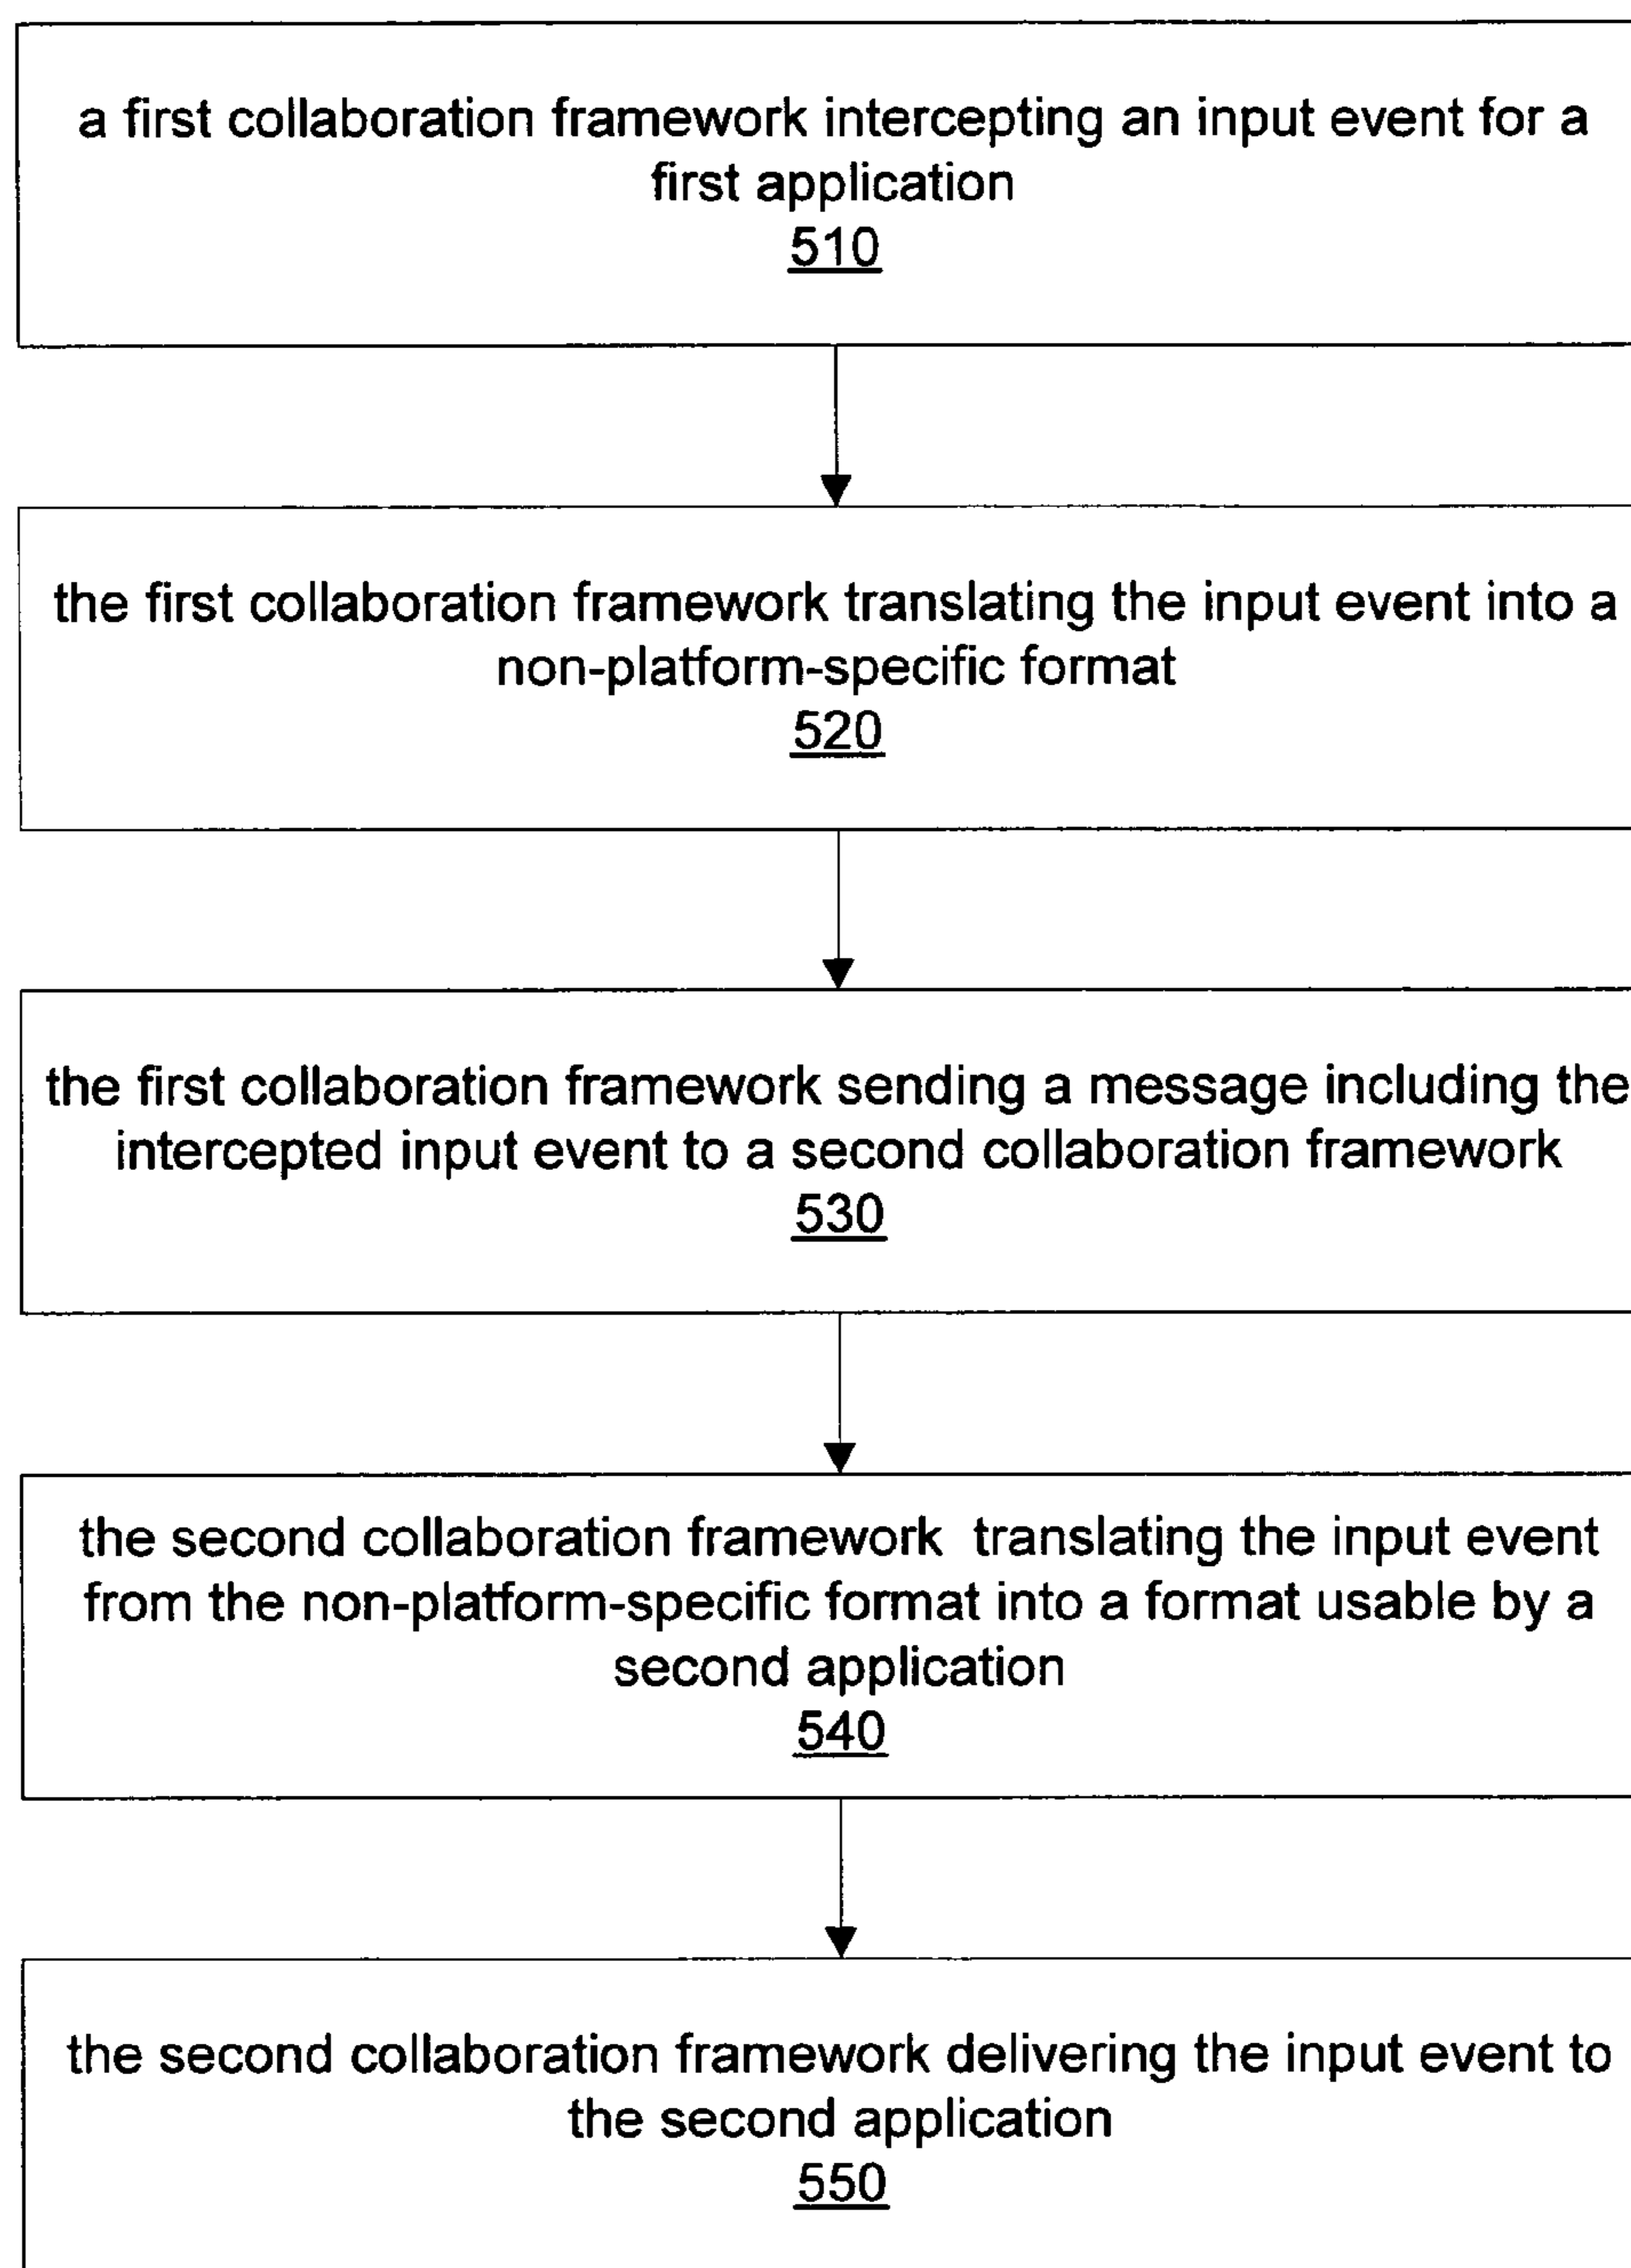 a first collaboration framework intercepting an input event for a
first application
510
the first collaboration framework translating the input event into a
non-platform-specific format
520
the first collaboration framework sending a message including the
intercepted input event to a second collaboration framework
530
the second collaboration framework translating the input event
from the non-platform-specific format into a format usable by a
second application
540
the second collaboration framework delivering the input event to
the second application
550